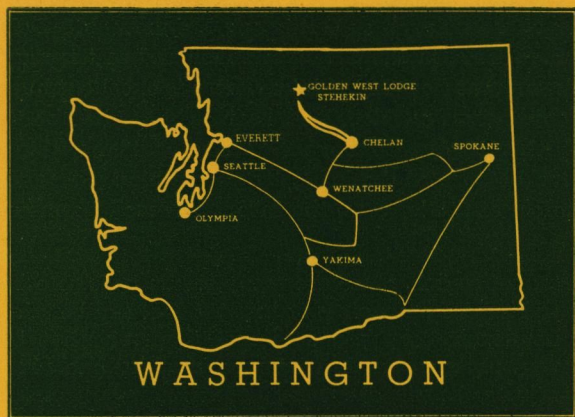 GOLDEN WEST LODGE
STEHEKIN
EVERETT
CHELAN
SPOKANE
SEATTLE
WENATCHEE
OLYMPIA
YAKIMA
WASHINGTON